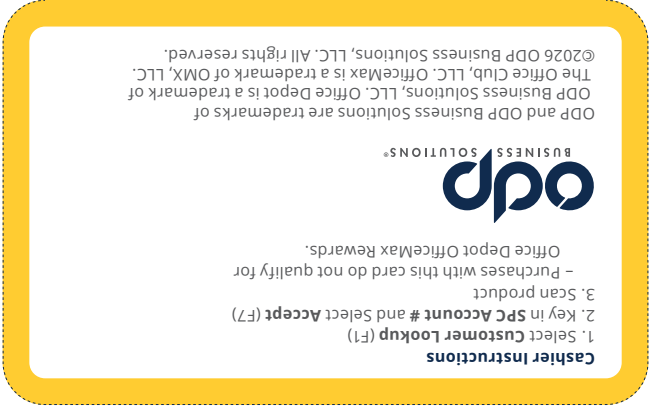 Cashier Instructions
1. Select Customer Lookup (F1)
2. Key in SPC Account # and Select Accept (F7)
3. Scan product
– Purchases with this card do not qualify for
Office Depot OfficeMax Rewards.
odp
BUSINESS SOLUTIONS®
ODP and ODP Business Solutions are trademarks of
ODP Business Solutions, LLC. Office Depot is a trademark of
The Office Club, LLC. OfficeMax is a trademark of OMX, LLC.
©2026 ODP Business Solutions, LLC. All rights reserved.